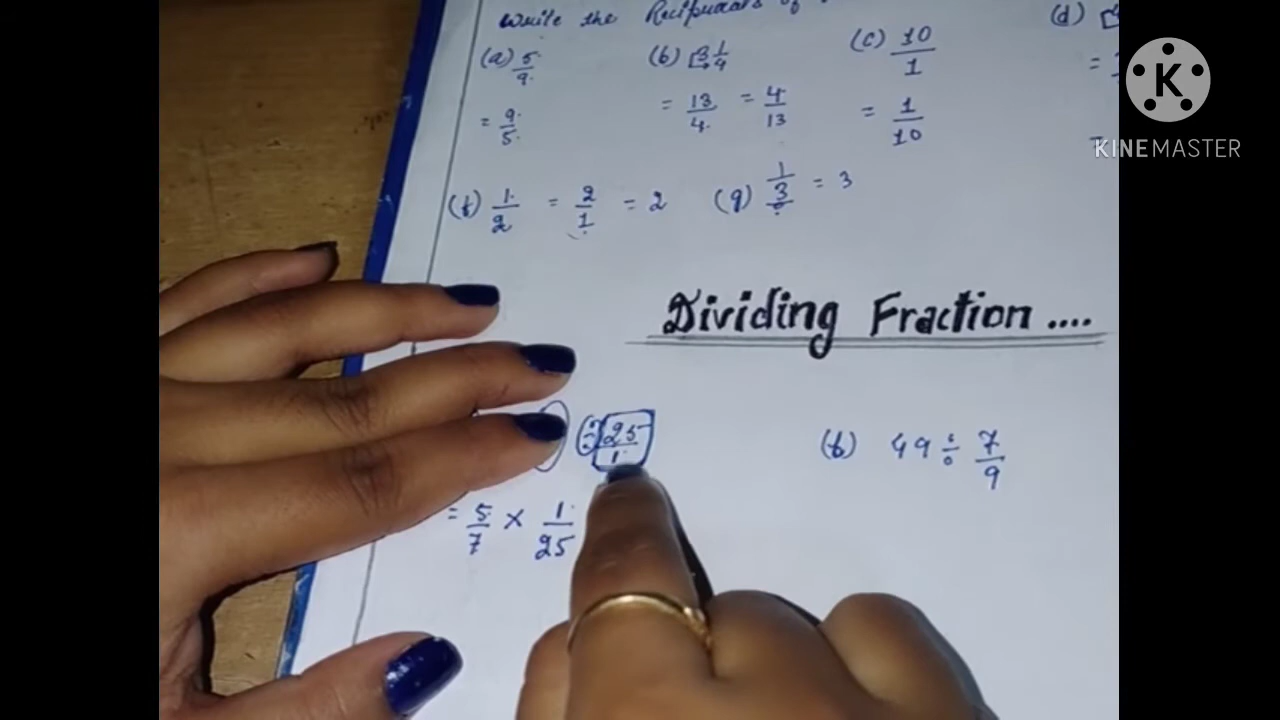 Write the Reciprocals of
(a) 5/9 (b) 3 1/4 (c) 10/1 (d)
= 9/5 = 13/4 = 4/13 = 1/10
(f) 1/2 = 2/1 = 2 (g) 1/3 = 3
Dividing Fraction ....
÷ 25/1 (b) 49 ÷ 7/9
= 5/7 × 1/25
K
KINEMASTER